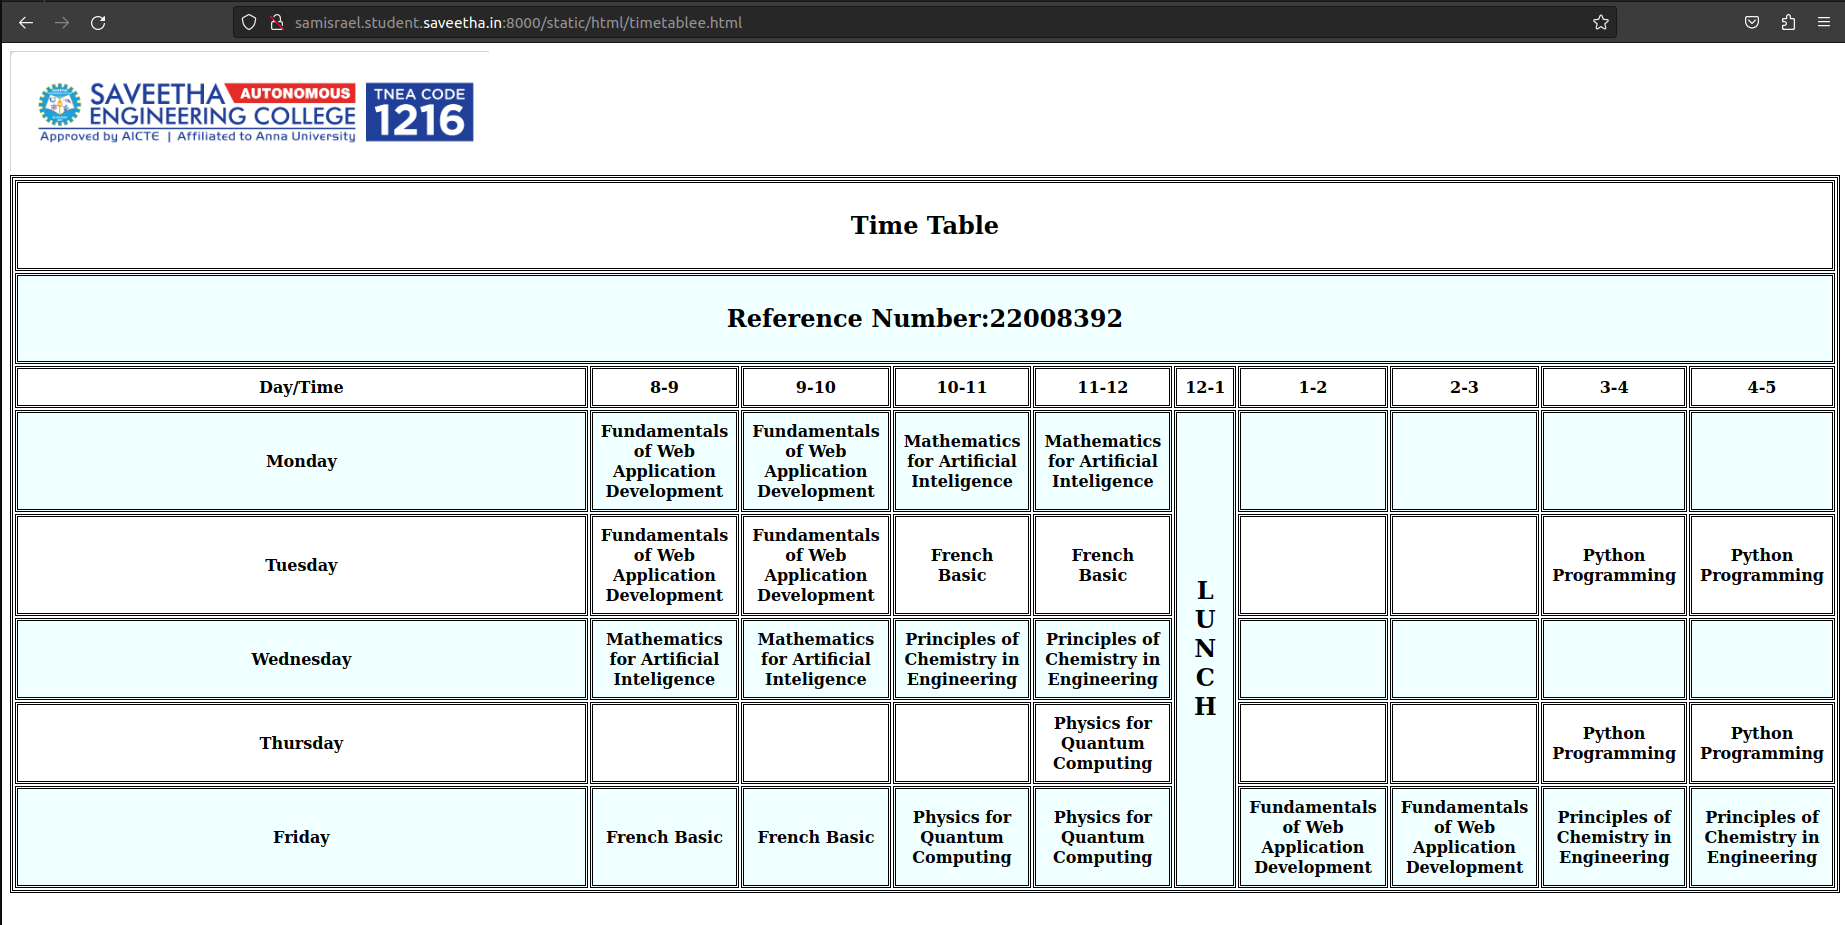 samisrael.student.saveetha.in:8000/static/html/timetablee.html
SAVEETHA AUTONOMOUS
ENGINEERING COLLEGE
Approved by AICTE | Affiliated to Anna University
TNEA CODE
1216
Time Table
Reference Number:22008392
Day/Time 8-9 9-10 10-11 11-12 12-1 1-2 2-3 3-4 4-5
Monday
Fundamentals
of Web
Application
Development
Fundamentals
of Web
Application
Development
Mathematics
for Artificial
Inteligence
Mathematics
for Artificial
Inteligence
L
U
N
C
H
Tuesday
Fundamentals
of Web
Application
Development
Fundamentals
of Web
Application
Development
French
Basic
French
Basic
Python
Programming
Python
Programming
Wednesday
Mathematics
for Artificial
Inteligence
Mathematics
for Artificial
Inteligence
Principles of
Chemistry in
Engineering
Principles of
Chemistry in
Engineering
Thursday
Physics for
Quantum
Computing
Python
Programming
Python
Programming
Friday
French Basic
French Basic
Physics for
Quantum
Computing
Physics for
Quantum
Computing
Fundamentals
of Web
Application
Development
Fundamentals
of Web
Application
Development
Principles of
Chemistry in
Engineering
Principles of
Chemistry in
Engineering